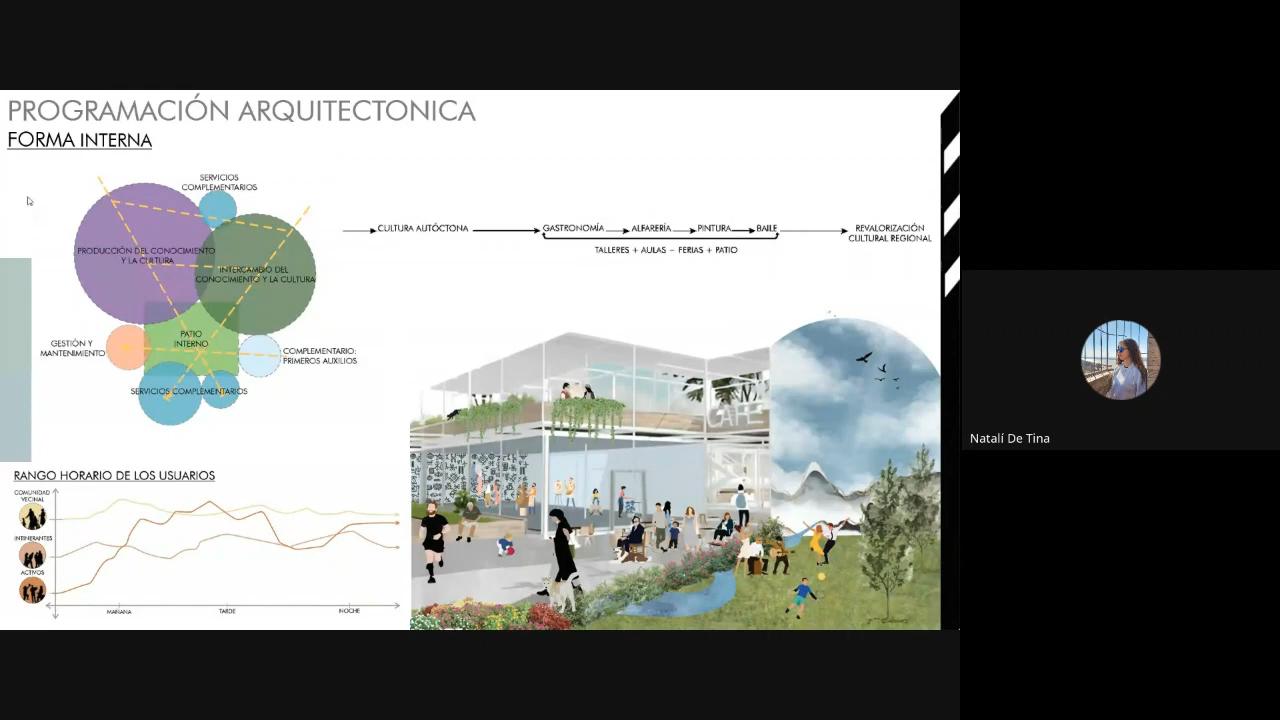 PROGRAMACIÓN ARQUITECTONICA
FORMA INTERNA
SERVICIOS
COMPLEMENTARIOS
PRODUCCIÓN DEL CONOCIMIENTO
Y LA CULTURA
INTERCAMBIO DEL
CONOCIMIENTO Y LA CULTURA
PATIO
INTERNO
GESTIÓN Y
MANTENIMIENTO
COMPLEMENTARIO:
PRIMEROS AUXILIOS
SERVICIOS COMPLEMENTARIOS
CULTURA AUTÓCTONA
GASTRONOMÍA
ALFARERÍA
PINTURA
BAILE
REVALORIZACIÓN
CULTURAL REGIONAL
TALLERES + AULAS – FERIAS + PATIO
CAFE
RANGO HORARIO DE LOS USUARIOS
COMUNIDAD
VECINAL
INTINERANTES
ACTIVOS
MAÑANA
TARDE
NOCHE
Natalí De Tina